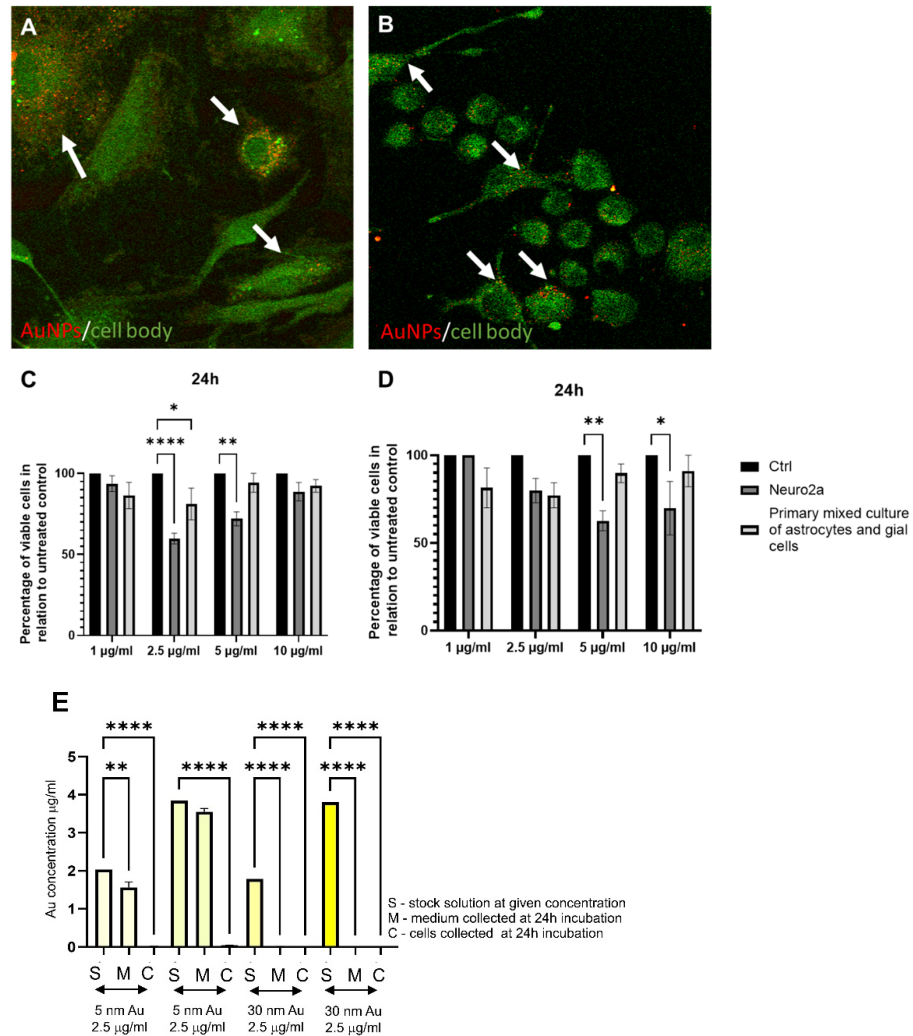 A
B
AuNPs/cell body
AuNPs/cell body
C
24h
*
**** **
Percentage of viable cells in
relation to untreated control
100
50
0
1 µg/ml 2.5 µg/ml 5 µg/ml 10 µg/ml
D
24h
** *
Percentage of viable cells in
relation to untreated control
100
50
0
1 µg/ml 2.5 µg/ml 5 µg/ml 10 µg/ml
Ctrl
Neuro2a
Primary mixed culture
of astrocytes and gial
cells
E
**** **** ****
** **** **** ****
Au concentration µg/ml
5
4
3
2
1
0
S M C S M C S M C S M C
5 nm Au 5 nm Au 30 nm Au 30 nm Au
2.5 µg/ml 2.5 µg/ml 2.5 µg/ml 2.5 µg/ml
S - stock solution at given concentration
M - medium collected at 24h incubation
C - cells collected at 24h incubation